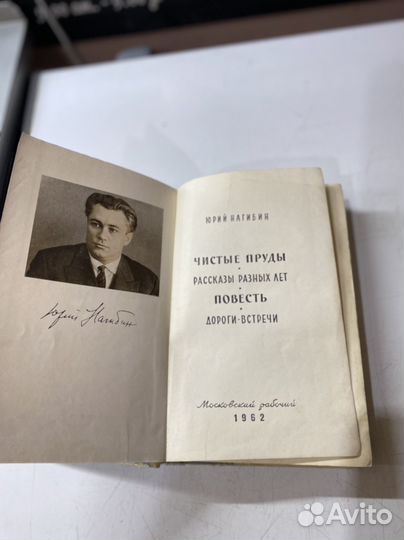 Юрий Нагибин
ЮРИЙ НАГИБИН
ЧИСТЫЕ ПРУДЫ
•
РАССКАЗЫ РАЗНЫХ ЛЕТ
•
ПОВЕСТЬ
•
ДОРОГИ-ВСТРЕЧИ
Московский рабочий
1962
Avito